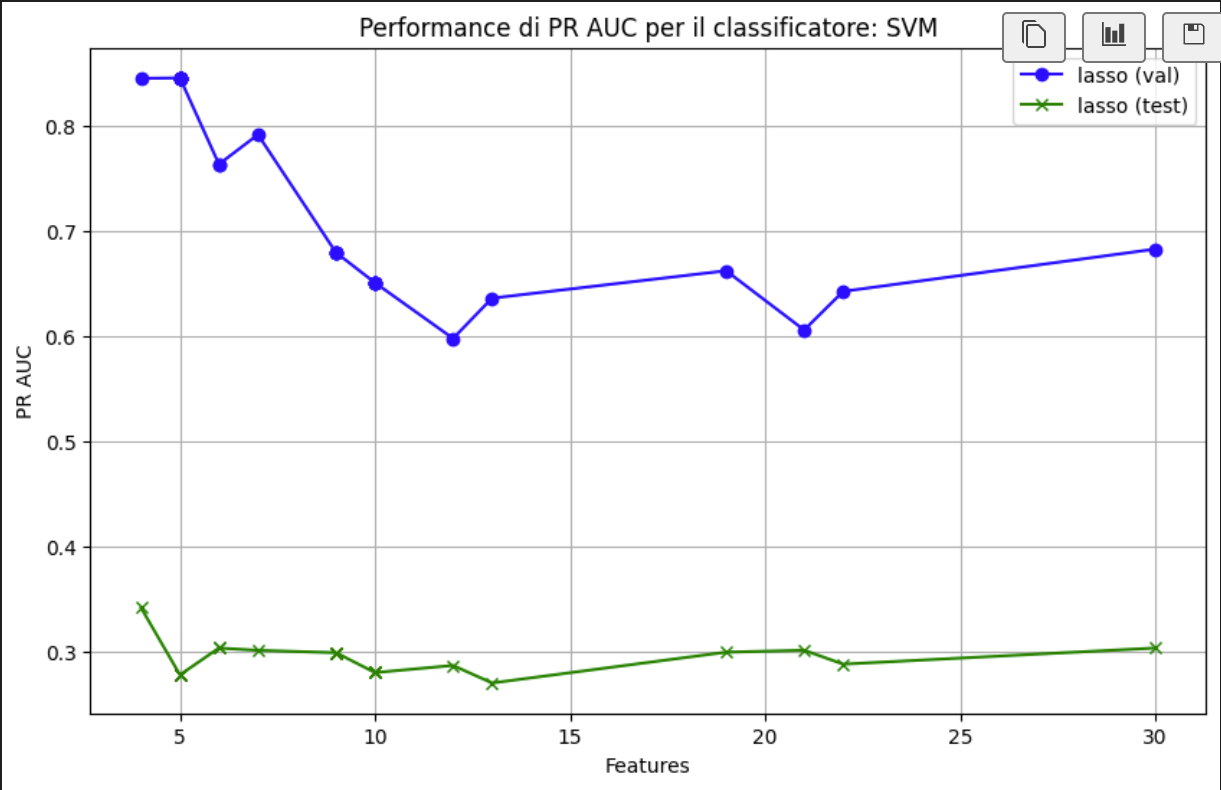 Performance di PR AUC per il classificatore: SVM
lasso (val)
lasso (test)
PR AUC
0.8
0.7
0.6
0.5
0.4
0.3
5 10 15 20 25 30
Features